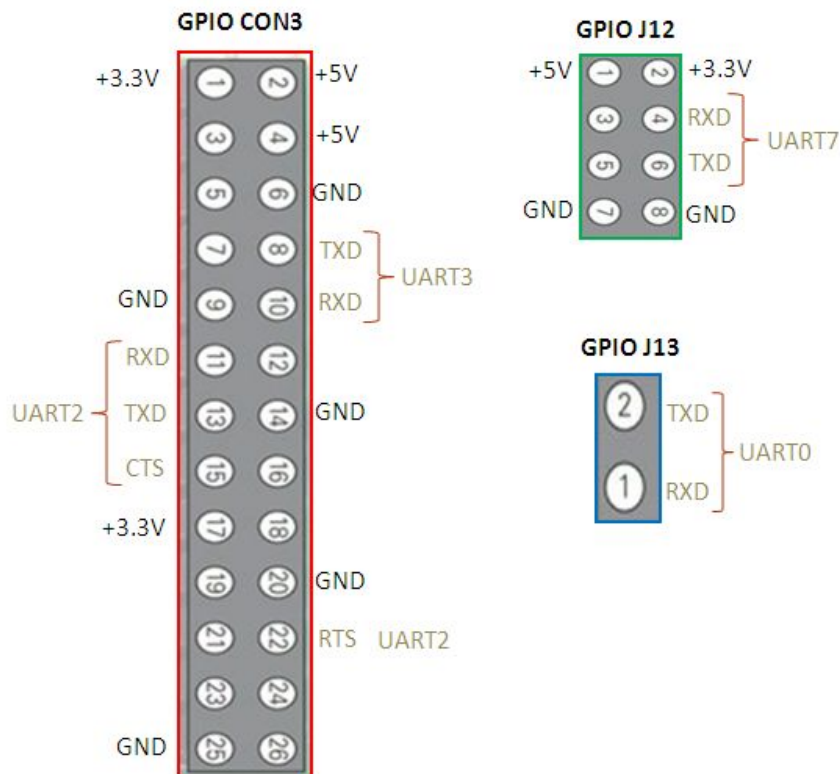 GPIO CON3
+3.3V 1 2 +5V
3 4 +5V
5 6 GND
7 8 TXD
UART3
GND 9 10 RXD
RXD 11 12
UART2 TXD 13 14 GND
CTS 15 16
+3.3V 17 18
19 20 GND
21 22 RTS UART2
23 24
GND 25 26
GPIO J12
+5V 1 2 +3.3V
3 4 RXD
UART7
5 6 TXD
GND 7 8 GND
GPIO J13
2 TXD
UART0
1 RXD